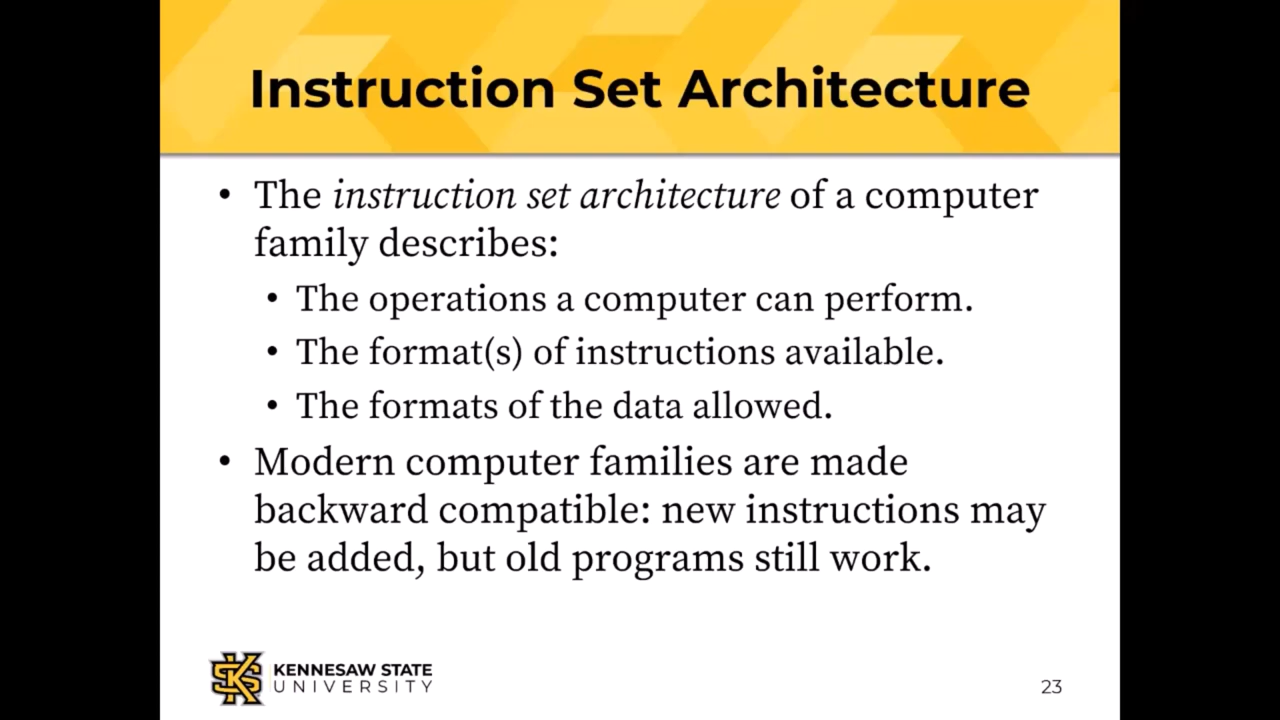 Instruction Set Architecture
• The instruction set architecture of a computer
family describes:
• The operations a computer can perform.
• The format(s) of instructions available.
• The formats of the data allowed.
• Modern computer families are made
backward compatible: new instructions may
be added, but old programs still work.
KENNESAW STATE
UNIVERSITY
23